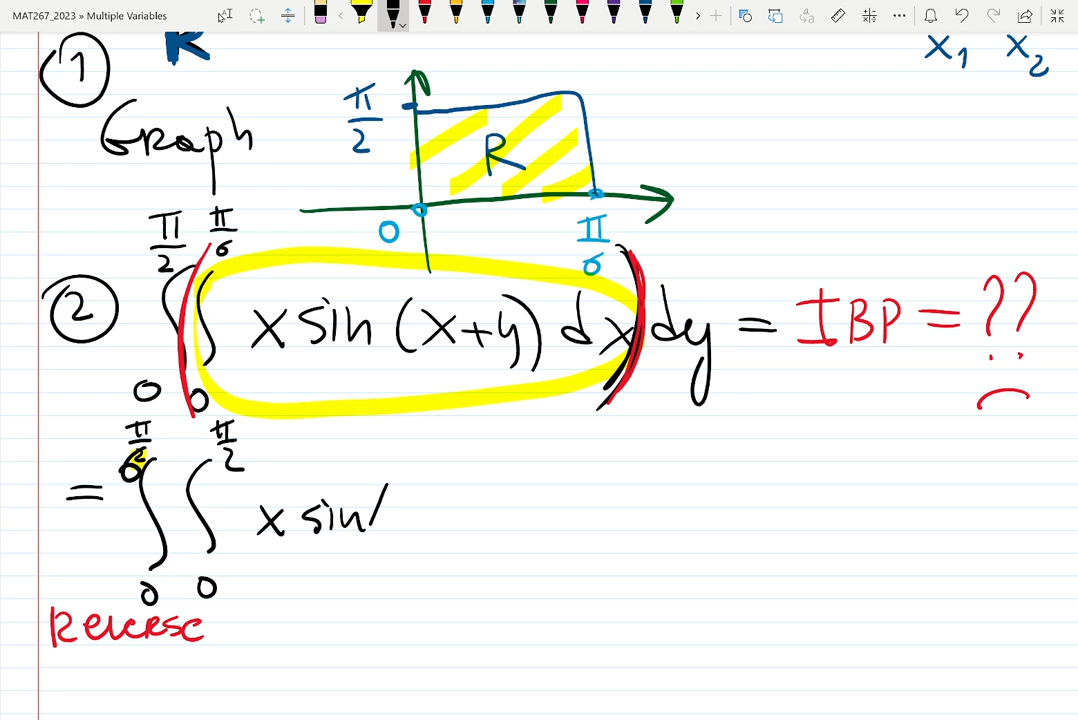 MAT267_2023 » Multiple Variables
① R x₁ x₂
Graph
π/2 R
0 π/6
② ∫₀^(π/2) ∫₀^(π/6) x sin (x+y) dx dy = IBP = ??
= ∫₀^(π/6) ∫₀^(π/2) x sin(
Reverse